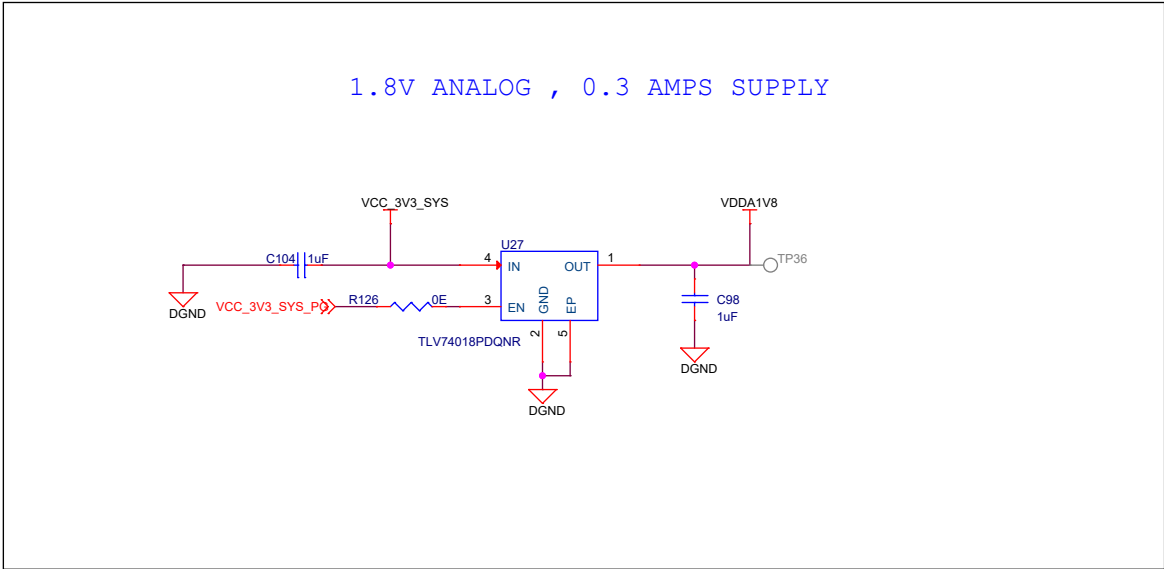 1.8V ANALOG , 0.3 AMPS SUPPLY
VCC_3V3_SYS
VDDA1V8
U27
C104 1uF
4 IN
OUT 1
TP36
VCC_3V3_SYS_PG
R126 0E
3 EN
GND
EP
C98
1uF
DGND
2
5
TLV74018PDQNR
DGND
DGND